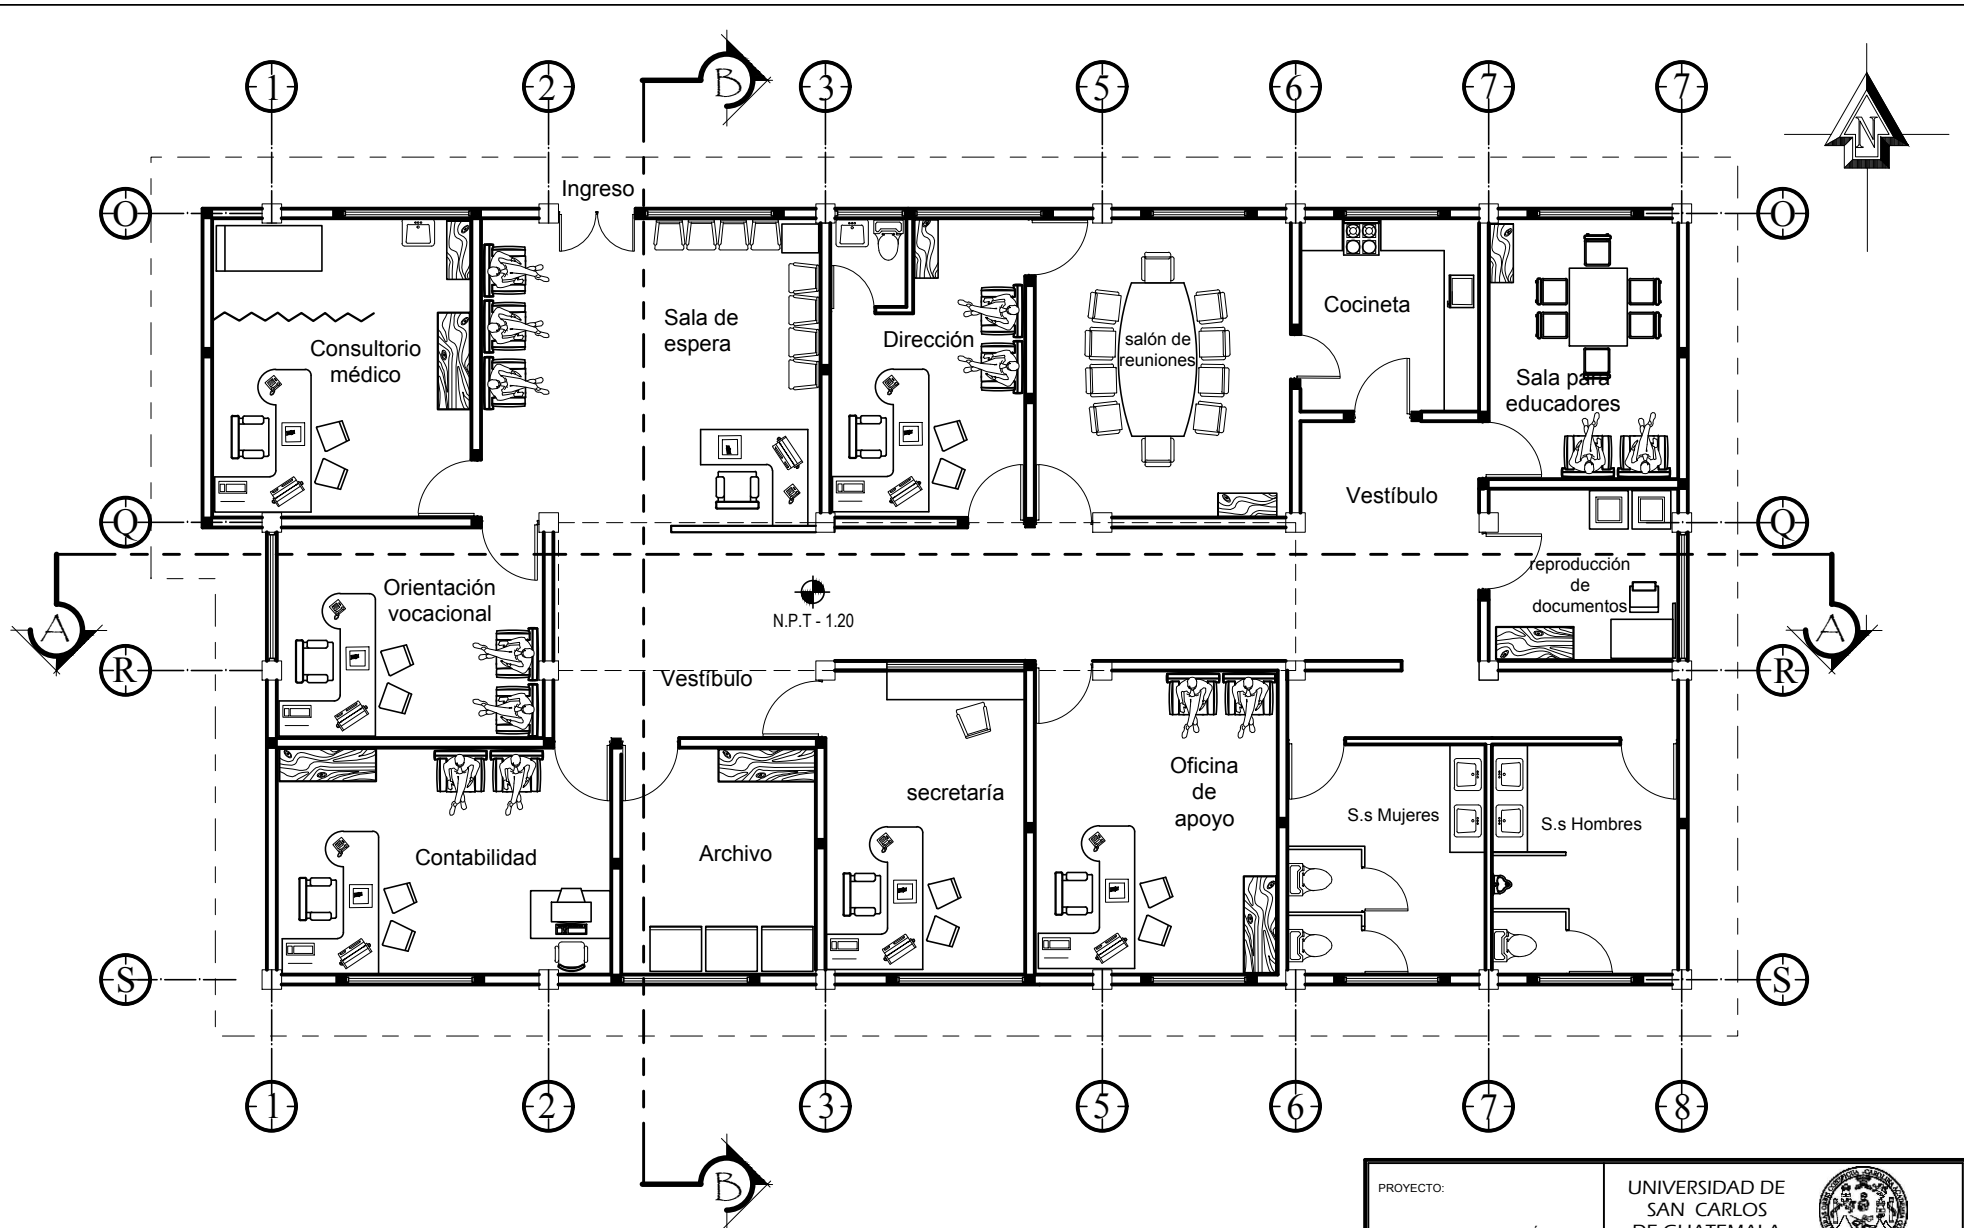 B
1
2
3
5
6
7
7
N
Ingreso
O
O
Sala de
espera
Consultorio
médico
Dirección
salón de
reuniones
Cocineta
Sala para
educadores
Vestíbulo
Q
Q
Orientación
vocacional
N.P.T - 1.20
reproducción
de
documentos
A
A
R
R
Vestíbulo
Contabilidad
Archivo
secretaría
Oficina
de
apoyo
S.s Mujeres
S.s Hombres
S
S
1
2
3
5
6
7
8
B
PROYECTO:
UNIVERSIDAD DE
SAN CARLOS
DE GUATEMALA